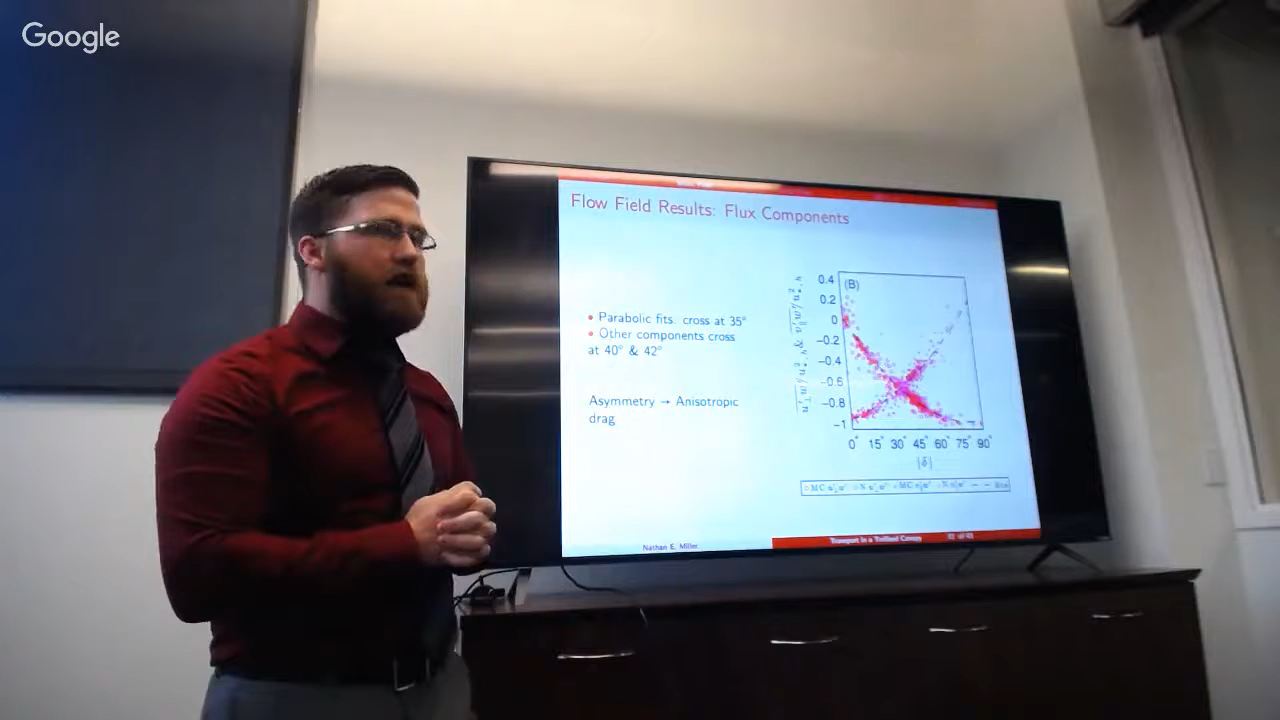 Google
Flow Field Results: Flux Components
• Parabolic fits cross at 35°
• Other components cross
at 40° & 42°
Asymmetry → Anisotropic
drag
(B)
0.4
0.2
0
−0.2
−0.4
−0.6
−0.8
−1
0° 15° 30° 45° 60° 75° 90°
|δ|
Nathan E. Miller
Transport in a Trellised Canopy